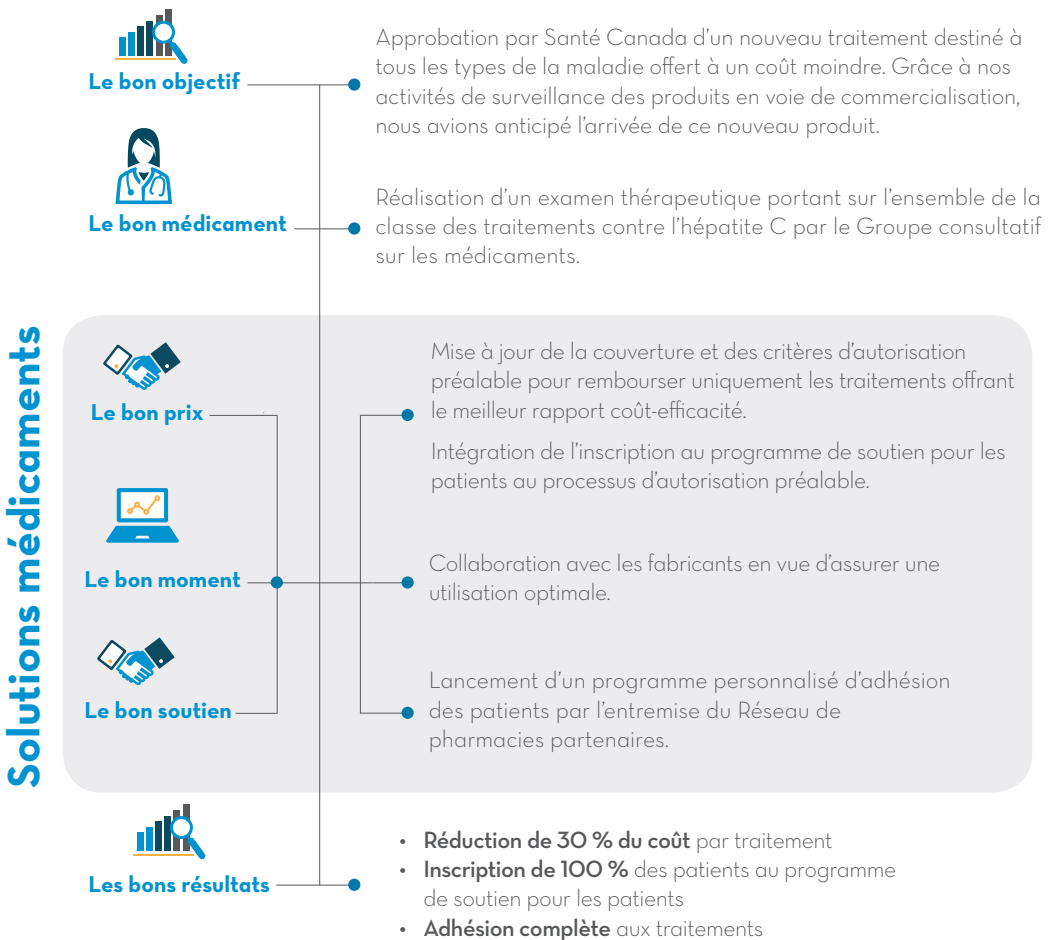 Solutions médicaments
Le bon objectif
Approbation par Santé Canada d’un nouveau traitement destiné à
tous les types de la maladie offert à un coût moindre. Grâce à nos
activités de surveillance des produits en voie de commercialisation,
nous avions anticipé l’arrivée de ce nouveau produit.
Le bon médicament
Réalisation d’un examen thérapeutique portant sur l’ensemble de la
classe des traitements contre l’hépatite C par le Groupe consultatif
sur les médicaments.
Le bon prix
Mise à jour de la couverture et des critères d’autorisation
préalable pour rembourser uniquement les traitements offrant
le meilleur rapport coût-efficacité.
Intégration de l’inscription au programme de soutien pour les
patients au processus d’autorisation préalable.
Le bon moment
Collaboration avec les fabricants en vue d’assurer une
utilisation optimale.
Le bon soutien
Lancement d’un programme personnalisé d’adhésion
des patients par l’entremise du Réseau de
pharmacies partenaires.
Les bons résultats
• Réduction de 30 % du coût par traitement
• Inscription de 100 % des patients au programme
de soutien pour les patients
• Adhésion complète aux traitements